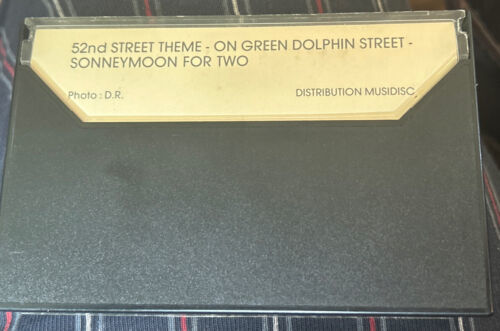 52nd STREET THEME - ON GREEN DOLPHIN STREET -
SONNEYMOON FOR TWO
Photo : D.R.
DISTRIBUTION MUSIDISC